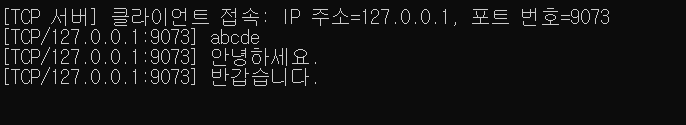 [TCP 서버] 클라이언트 접속: IP 주소=127.0.0.1, 포트 번호=9073
[TCP/127.0.0.1:9073] abcde
[TCP/127.0.0.1:9073] 안녕하세요.
[TCP/127.0.0.1:9073] 반갑습니다.